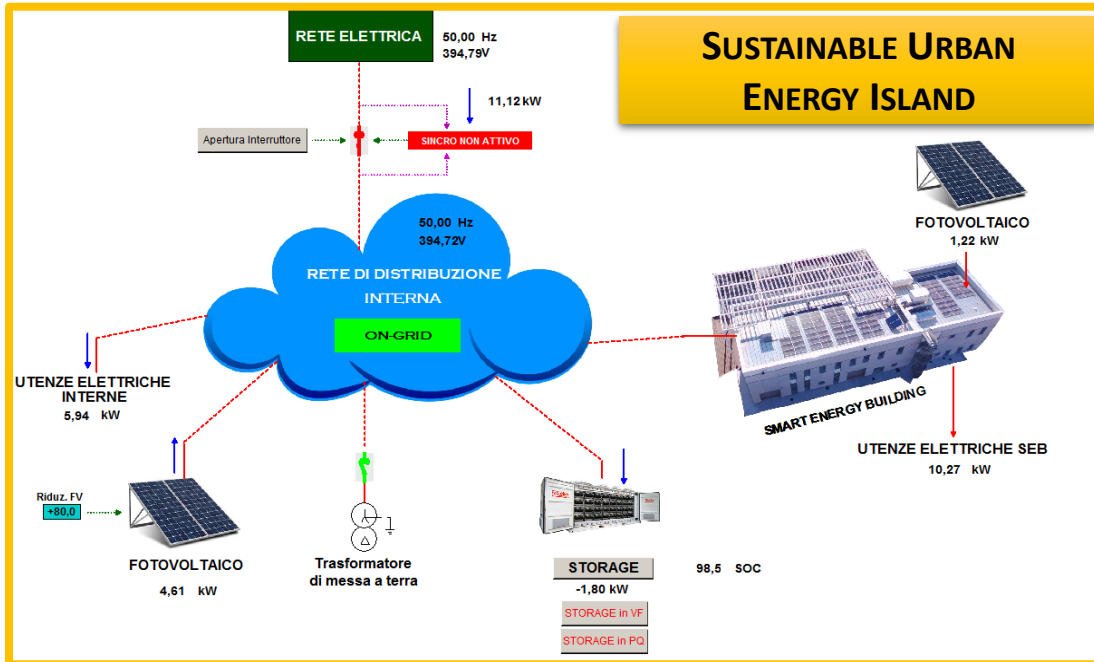 SUSTAINABLE URBAN
ENERGY ISLAND
RETE ELETTRICA
50,00 Hz
394,79V
11,12 kW
Apertura Interruttore
SINCRO NON ATTIVO
FOTOVOLTAICO
1,22 kW
50,00 Hz
394,72V
RETE DI DISTRIBUZIONE
INTERNA
ON-GRID
SMART ENERGY BUILDING
UTENZE ELETTRICHE
INTERNE
5,94 kW
UTENZE ELETTRICHE SEB
10,27 kW
Riduz. FV
+80,0
FOTOVOLTAICO
4,61 kW
Trasformatore
di messa a terra
STORAGE
98,5 SOC
-1,80 kW
STORAGE in VF
STORAGE in PQ